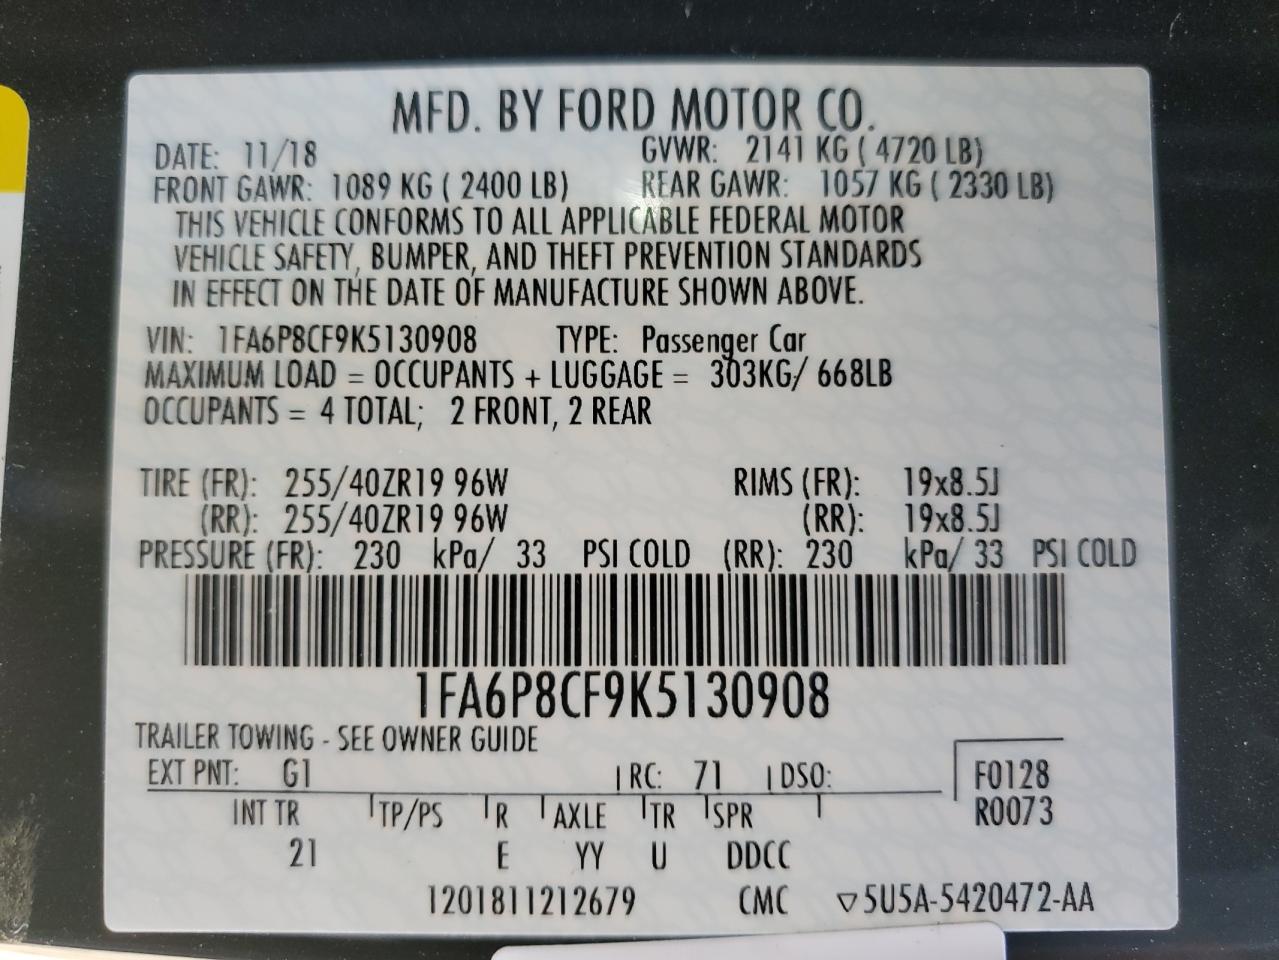 MFD. BY FORD MOTOR CO.
DATE: 11/18 GVWR: 2141 KG ( 4720 LB)
FRONT GAWR: 1089 KG ( 2400 LB) REAR GAWR: 1057 KG ( 2330 LB)
THIS VEHICLE CONFORMS TO ALL APPLICABLE FEDERAL MOTOR
VEHICLE SAFETY, BUMPER, AND THEFT PREVENTION STANDARDS
IN EFFECT ON THE DATE OF MANUFACTURE SHOWN ABOVE.
VIN: 1FA6P8CF9K5130908 TYPE: Passenger Car
MAXIMUM LOAD = OCCUPANTS + LUGGAGE = 303KG/ 668LB
OCCUPANTS = 4 TOTAL; 2 FRONT, 2 REAR
TIRE (FR): 255/40ZR19 96W RIMS (FR): 19x8.5J
(RR): 255/40ZR19 96W (RR): 19x8.5J
PRESSURE (FR): 230 kPa/ 33 PSI COLD (RR): 230 kPa/ 33 PSI COLD
1FA6P8CF9K5130908
TRAILER TOWING - SEE OWNER GUIDE
EXT PNT: G1 RC: 71 DSO: F0128
INT TR TP/PS R AXLE TR SPR R0073
21 E YY U DDCC
1201811212679 CMC ▽5U5A-5420472-AA